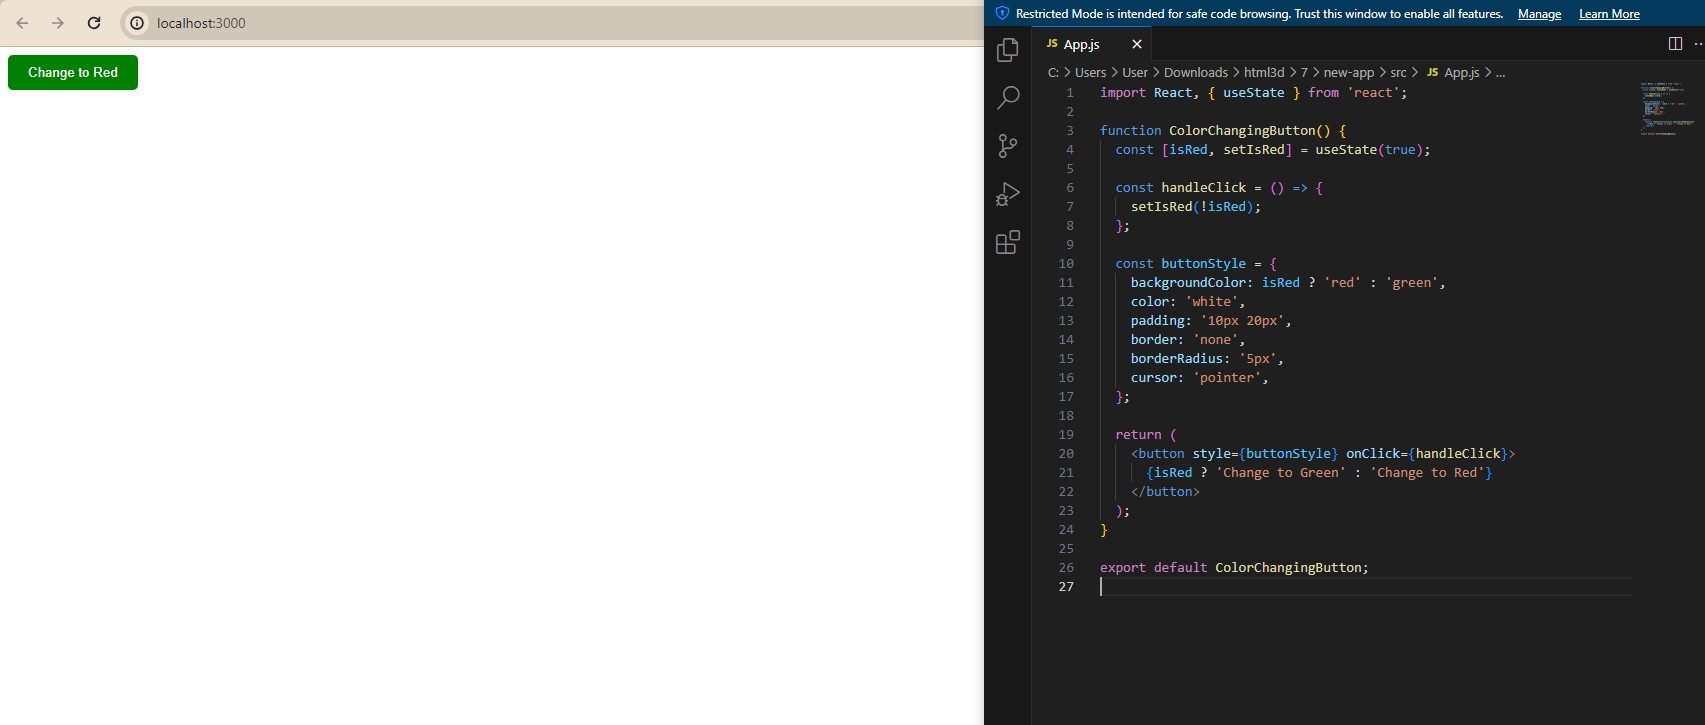 localhost:3000
Change to Red
Restricted Mode is intended for safe code browsing. Trust this window to enable all features. Manage Learn More
JS App.js
C: > Users > User > Downloads > html3d > 7 > new-app > src > JS App.js > ...
1 import React, { useState } from 'react';
2
3 function ColorChangingButton() {
4 const [isRed, setIsRed] = useState(true);
5
6 const handleClick = () => {
7 setIsRed(!isRed);
8 };
9
10 const buttonStyle = {
11 backgroundColor: isRed ? 'red' : 'green',
12 color: 'white',
13 padding: '10px 20px',
14 border: 'none',
15 borderRadius: '5px',
16 cursor: 'pointer',
17 };
18
19 return (
20 <button style={buttonStyle} onClick={handleClick}>
21 {isRed ? 'Change to Green' : 'Change to Red'}
22 </button>
23 );
24 }
25
26 export default ColorChangingButton;
27